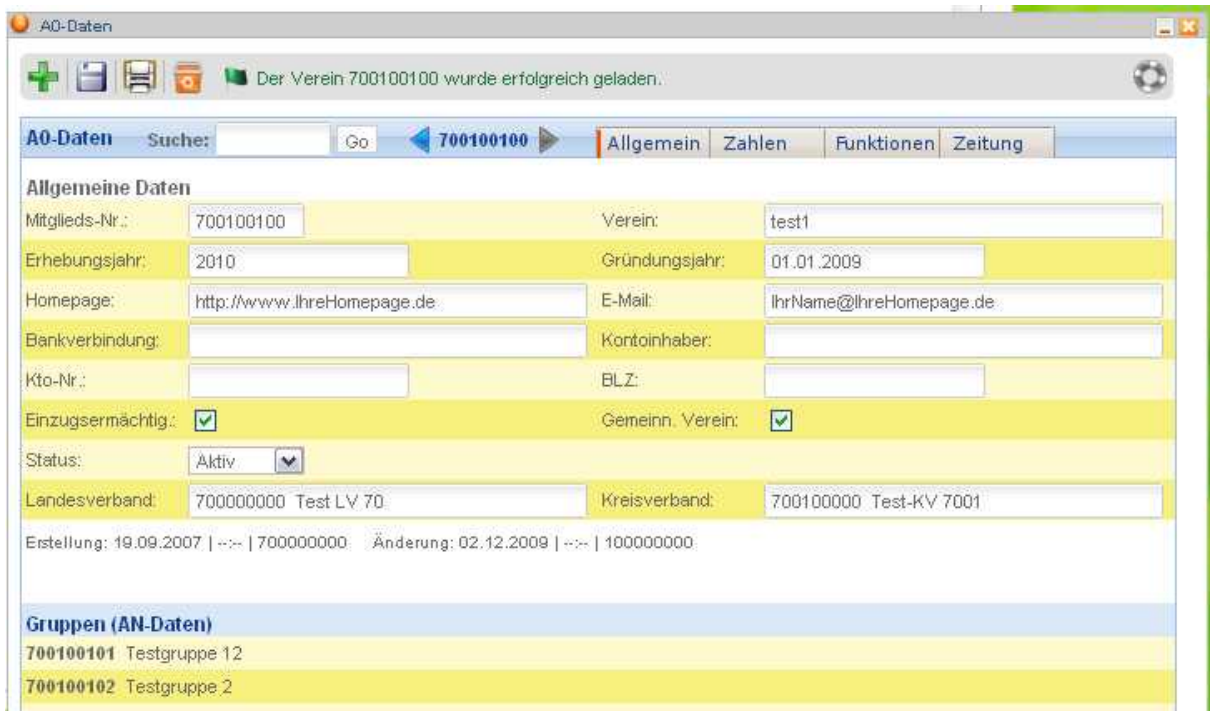 A0-Daten
Der Verein 700100100 wurde erfolgreich geladen.
A0-Daten Suche: Go 700100100 Allgemein Zahlen Funktionen Zeitung
Allgemeine Daten
Mitglieds-Nr.: 700100100 Verein: test1
Erhebungsjahr: 2010 Gründungsjahr: 01.01.2009
Homepage: http://www.IhreHomepage.de E-Mail: IhrName@IhreHomepage.de
Bankverbindung: Kontoinhaber:
Kto-Nr.: BLZ:
Einzugsermächtig.: Gemeinn. Verein:
Status: Aktiv
Landesverband: 700000000 Test LV 70 Kreisverband: 700100000 Test-KV 7001
Erstellung: 19.09.2007 | --:-- | 700000000 Änderung: 02.12.2009 | --:-- | 100000000
Gruppen (AN-Daten)
700100101 Testgruppe 12
700100102 Testgruppe 2